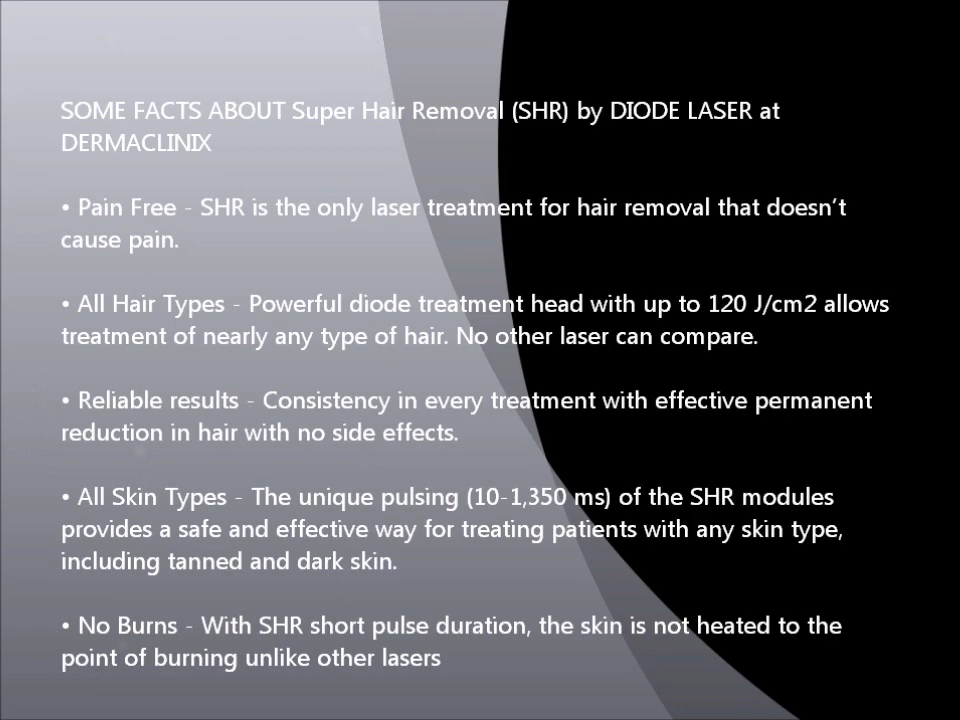 SOME FACTS ABOUT Super Hair Removal (SHR) by DIODE LASER at
DERMACLINIX
• Pain Free - SHR is the only laser treatment for hair removal that doesn’t
cause pain.
• All Hair Types - Powerful diode treatment head with up to 120 J/cm2 allows
treatment of nearly any type of hair. No other laser can compare.
• Reliable results - Consistency in every treatment with effective permanent
reduction in hair with no side effects.
• All Skin Types - The unique pulsing (10-1,350 ms) of the SHR modules
provides a safe and effective way for treating patients with any skin type,
including tanned and dark skin.
• No Burns - With SHR short pulse duration, the skin is not heated to the
point of burning unlike other lasers